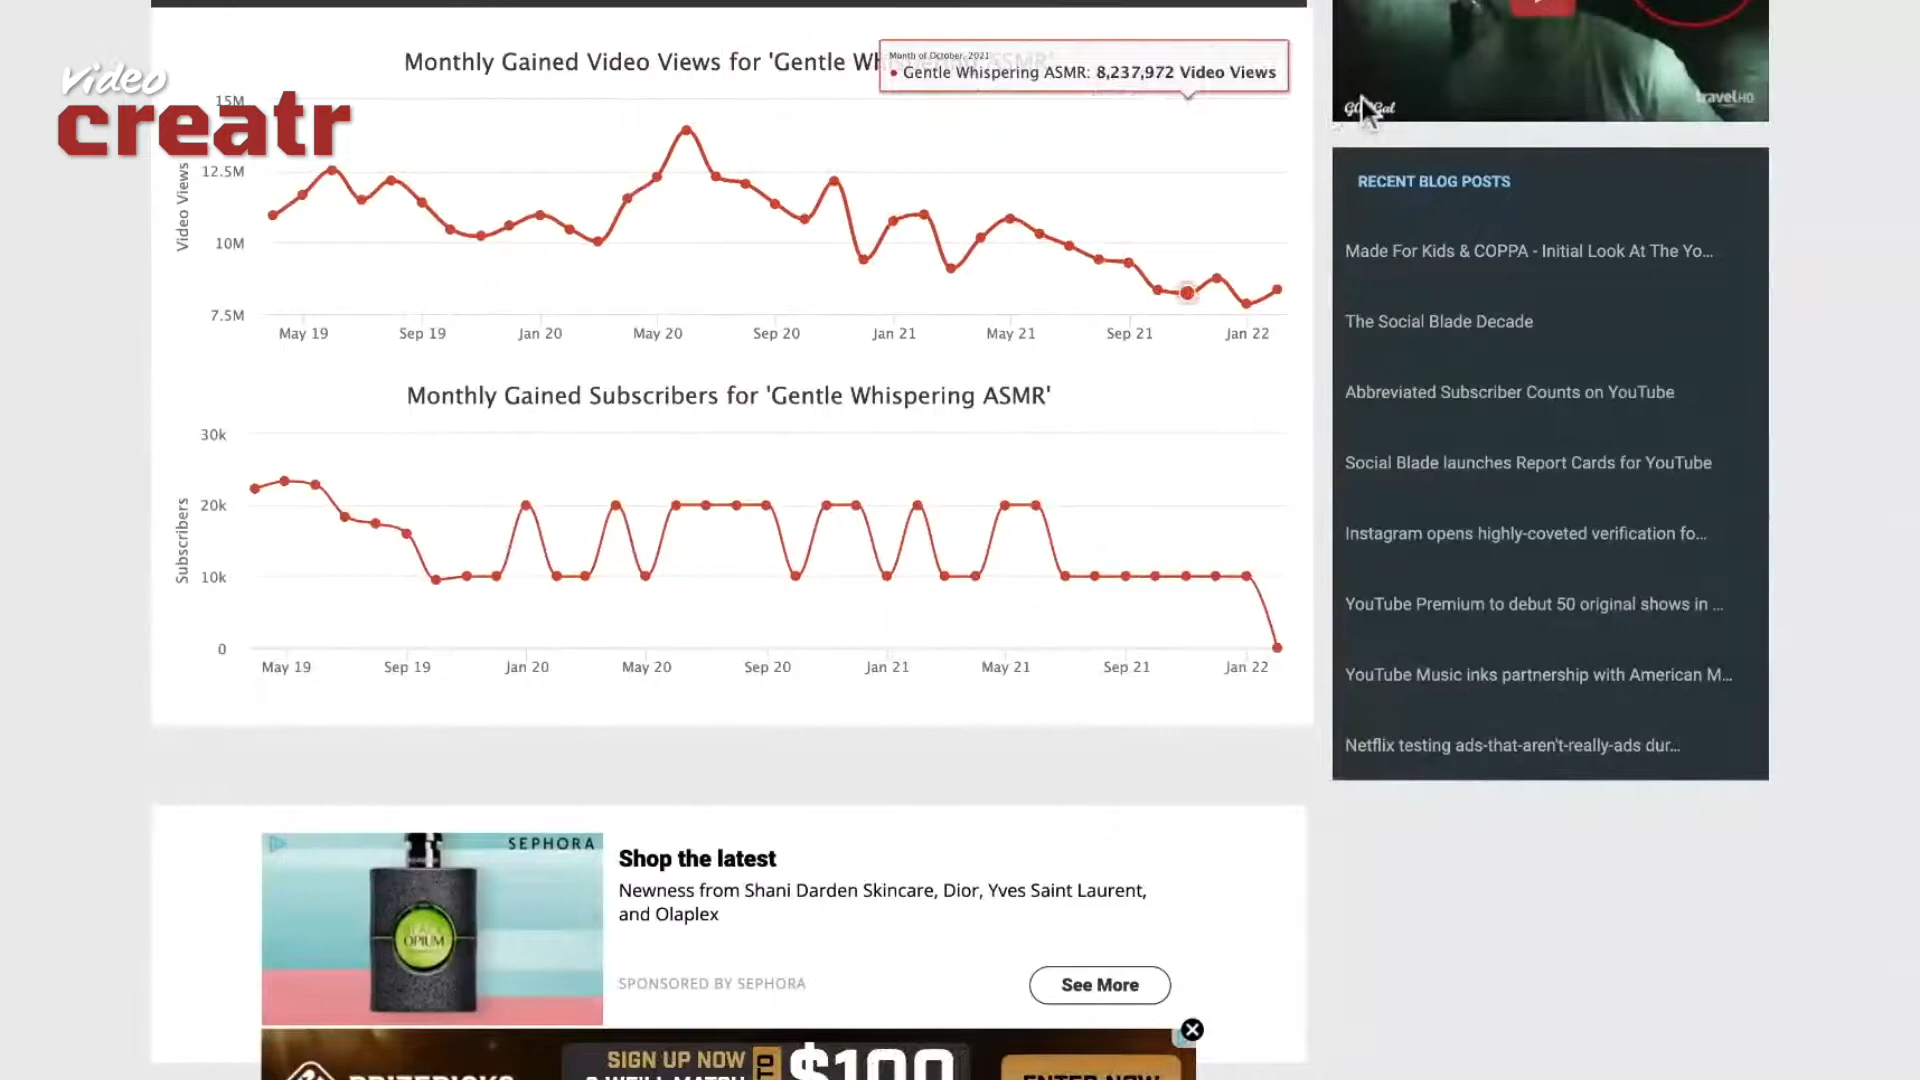 video
creatr
Monthly Gained Video Views for 'Gentle Wh
Month of October, 2021
Gentle Whispering ASMR: 8,237,972 Video Views
15M
12.5M
10M
7.5M
Video Views
May 19
Sep 19
Jan 20
May 20
Sep 20
Jan 21
May 21
Sep 21
Jan 22
Monthly Gained Subscribers for 'Gentle Whispering ASMR'
30k
20k
10k
0
Subscribers
May 19
Sep 19
Jan 20
May 20
Sep 20
Jan 21
May 21
Sep 21
Jan 22
travelHD
RECENT BLOG POSTS
Made For Kids & COPPA - Initial Look At The Yo...
The Social Blade Decade
Abbreviated Subscriber Counts on YouTube
Social Blade launches Report Cards for YouTube
Instagram opens highly-coveted verification fo...
YouTube Premium to debut 50 original shows in ...
YouTube Music inks partnership with American M...
Netflix testing ads-that-aren't-really-ads dur...
SEPHORA
OPIUM
Shop the latest
Newness from Shani Darden Skincare, Dior, Yves Saint Laurent,
and Olaplex
SPONSORED BY SEPHORA
See More
SIGN UP NOW
TO
$100
PRIZEPICKS
ENTER NOW